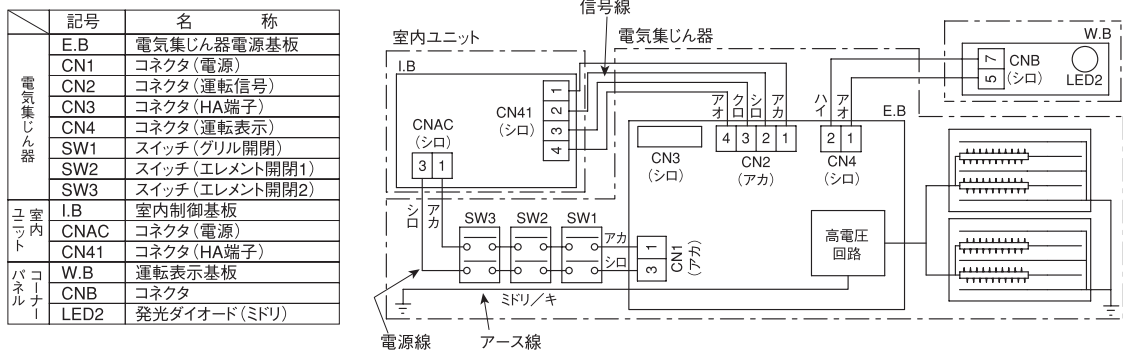 記号 名称
電気集じん器
E.B 電気集じん器電源基板
CN1 コネクタ(電源)
CN2 コネクタ(運転信号)
CN3 コネクタ(HA端子)
CN4 コネクタ(運転表示)
SW1 スイッチ(グリル開閉)
SW2 スイッチ(エレメント開閉1)
SW3 スイッチ(エレメント開閉2)
室内ユニット
I.B 室内制御基板
CNAC コネクタ(電源)
CN41 コネクタ(HA端子)
コーナーパネル
W.B 運転表示基板
CNB コネクタ
LED2 発光ダイオード(ミドリ)
信号線
室内ユニット
電気集じん器
W.B
I.B
CN41
(シロ)
1
2
3
4
CNAC
(シロ)
3 1
シロ
アカ
アオ
クロ
シロ
アカ
4 3 2 1
CN2
(アカ)
CN3
(シロ)
ハイ
アオ
2 1
CN4
(シロ)
E.B
7
5
CNB
(シロ)
LED2
SW3 SW2 SW1
アカ
シロ
1
3
CN1
(アカ)
高電圧
回路
ミドリ/キ
電源線
アース線